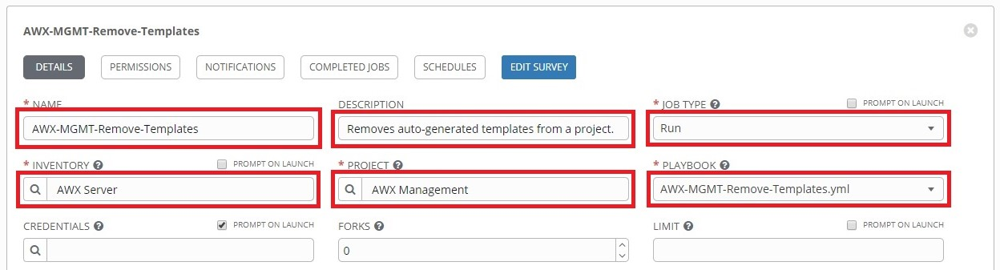 AWX-MGMT-Remove-Templates
DETAILS PERMISSIONS NOTIFICATIONS COMPLETED JOBS SCHEDULES EDIT SURVEY
* NAME DESCRIPTION * JOB TYPE ? PROMPT ON LAUNCH
AWX-MGMT-Remove-Templates Removes auto-generated templates from a project. Run
* INVENTORY ? PROMPT ON LAUNCH * PROJECT ? * PLAYBOOK ?
AWX Server AWX Management AWX-MGMT-Remove-Templates.yml
CREDENTIALS ? PROMPT ON LAUNCH FORKS ? LIMIT ? PROMPT ON LAUNCH
0